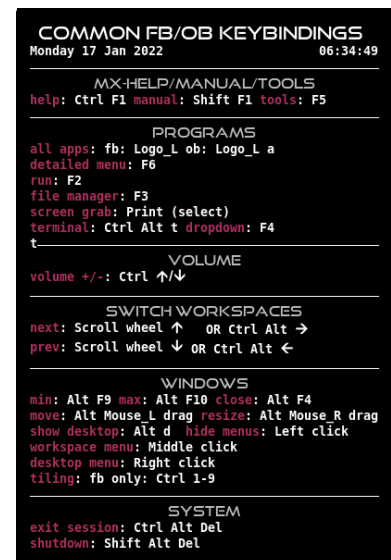 COMMON FB/OB KEYBINDINGS
Monday 17 Jan 2022 06:34:49
MX-HELP/MANUAL/TOOLS
help: Ctrl F1 manual: Shift F1 tools: F5
PROGRAMS
all apps: fb: Logo_L ob: Logo_L a
detailed menu: F6
run: F2
file manager: F3
screen grab: Print (select)
terminal: Ctrl Alt t dropdown: F4
t
VOLUME
volume +/-: Ctrl ↑/↓
SWITCH WORKSPACES
next: Scroll wheel ↑ OR Ctrl Alt →
prev: Scroll wheel ↓ OR Ctrl Alt ←
WINDOWS
min: Alt F9 max: Alt F10 close: Alt F4
move: Alt Mouse_L drag resize: Alt Mouse_R drag
show desktop: Alt d hide menus: Left click
workspace menu: Middle click
desktop menu: Right click
tiling: fb only: Ctrl 1-9
SYSTEM
exit session: Ctrl Alt Del
shutdown: Shift Alt Del